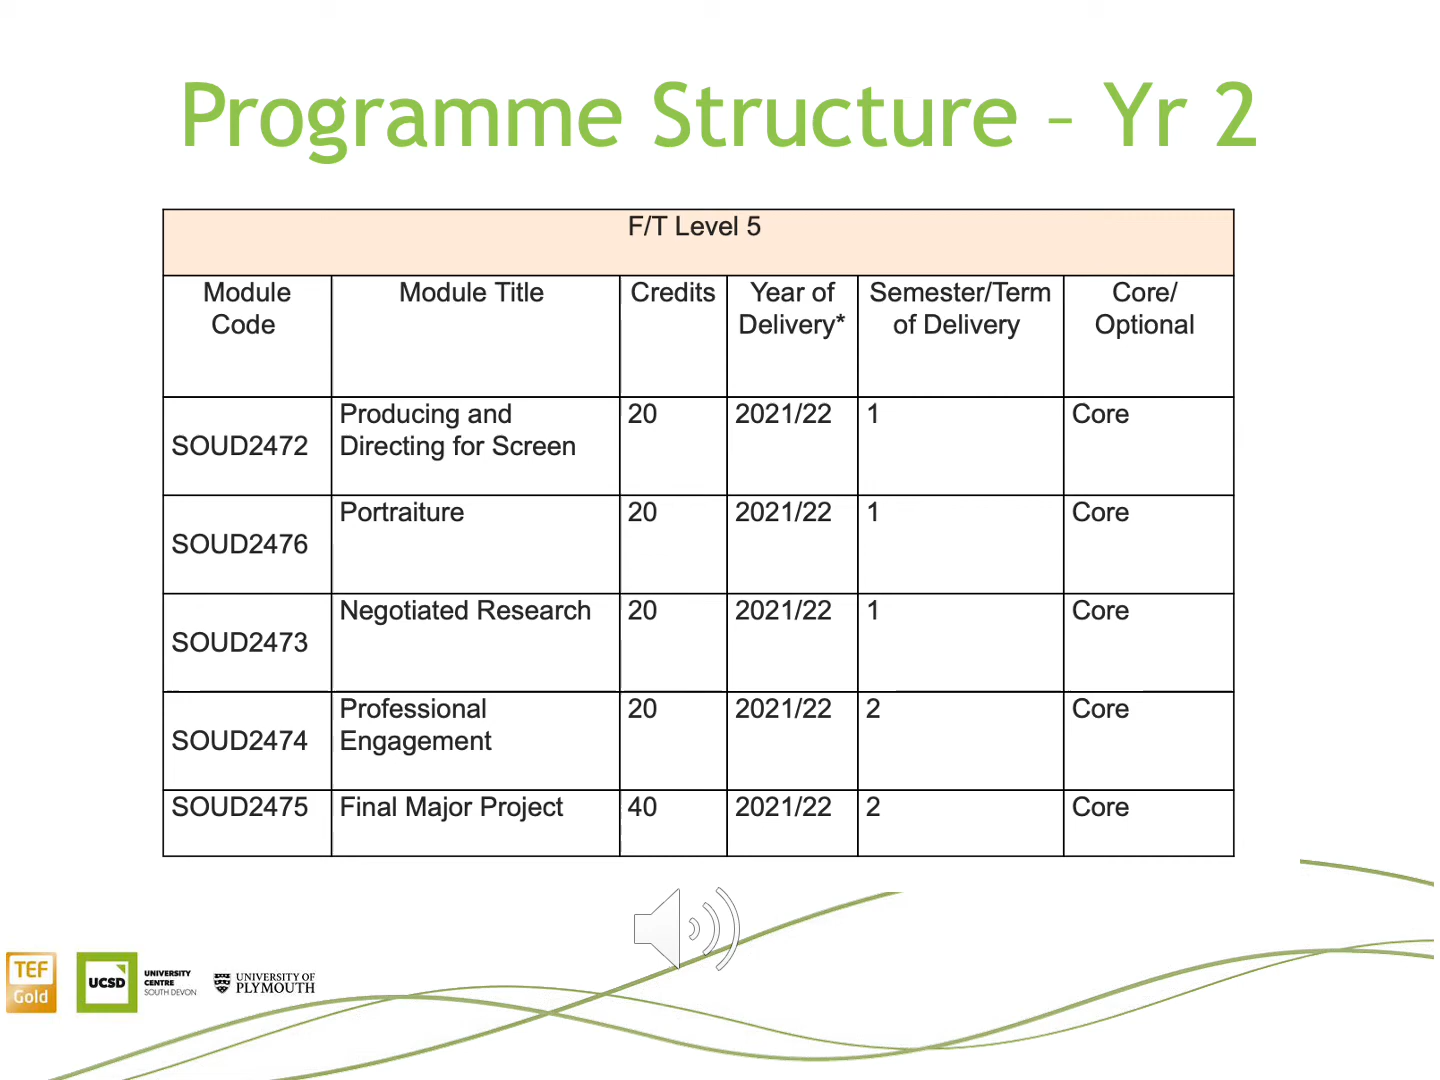 Programme Structure – Yr 2
F/T Level 5
Module Code
Module Title
Credits
Year of Delivery*
Semester/Term of Delivery
Core/ Optional
SOUD2472
Producing and Directing for Screen
20
2021/22
1
Core
SOUD2476
Portraiture
20
2021/22
1
Core
SOUD2473
Negotiated Research
20
2021/22
1
Core
SOUD2474
Professional Engagement
20
2021/22
2
Core
SOUD2475
Final Major Project
40
2021/22
2
Core
TEF
Gold
UCSD
UNIVERSITY
CENTRE
SOUTH DEVON
UNIVERSITY OF
PLYMOUTH